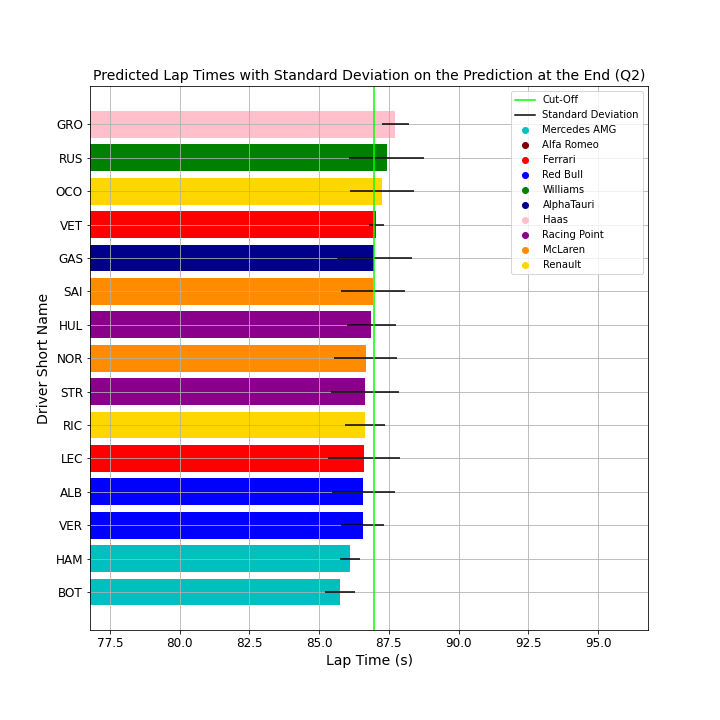 Predicted Lap Times with Standard Deviation on the Prediction at the End (Q2)
Cut-Off
Standard Deviation
Mercedes AMG
Alfa Romeo
Ferrari
Red Bull
Williams
AlphaTauri
Haas
Racing Point
McLaren
Renault
Driver Short Name
GRO
RUS
OCO
VET
GAS
SAI
HUL
NOR
STR
RIC
LEC
ALB
VER
HAM
BOT
77.5 80.0 82.5 85.0 87.5 90.0 92.5 95.0
Lap Time (s)